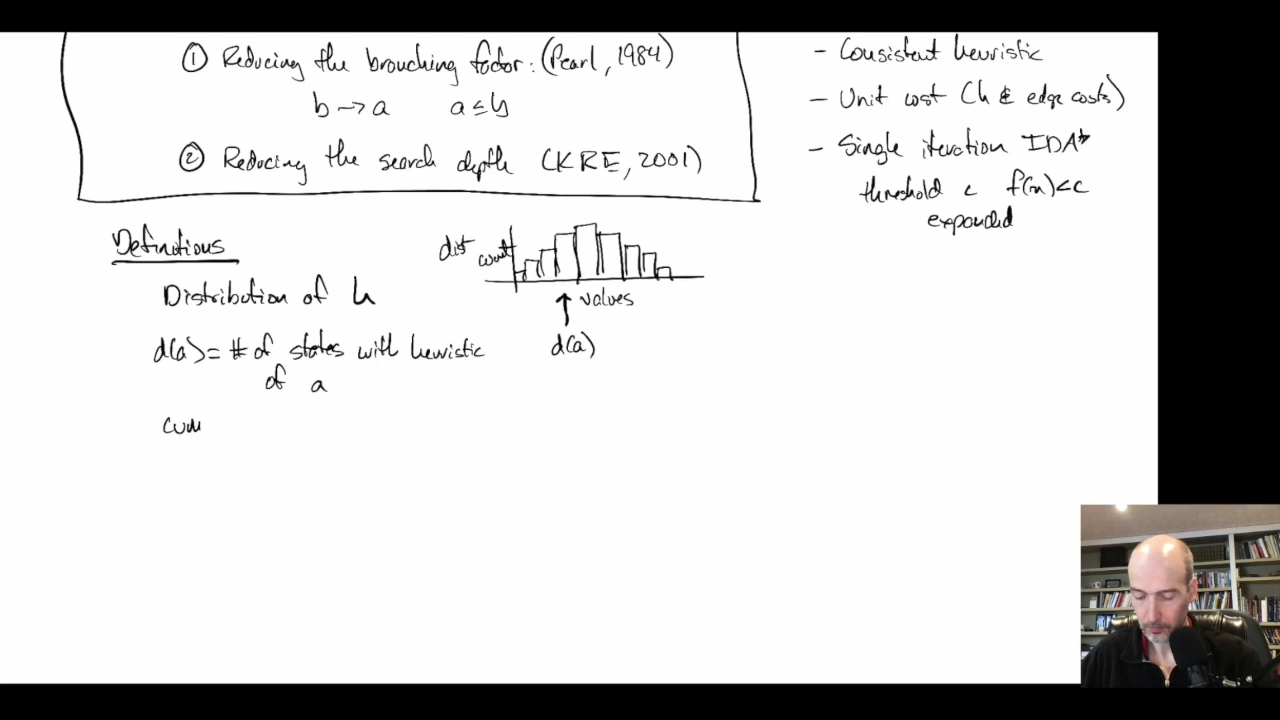 ① Reducing the brouching factor: (Pearl, 1984)
b → a a ≤ b
② Reducing the search depth (KRE, 2001)
- Consistent heuristic
- Unit cost (h & edge costs)
- Single iteration IDA*
threshold c f(n)<c
expanded
Definitions
Distribution of h
d(a) = # of states with heuristic
of a
cum
dist count
values
d(a)